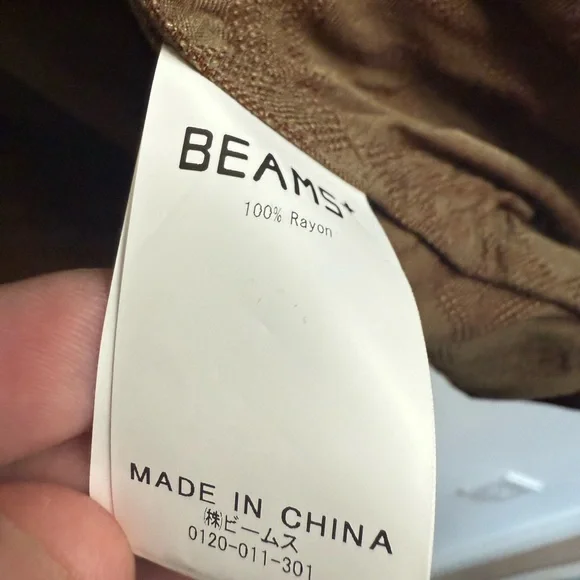 BEAMS+
100% Rayon
MADE IN CHINA
㈱ビームス
0120-011-301